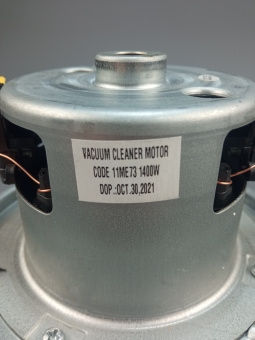 VACUUM CLEANER MOTOR
CODE 11ME73 1400W
DOP.:OCT.30,2021